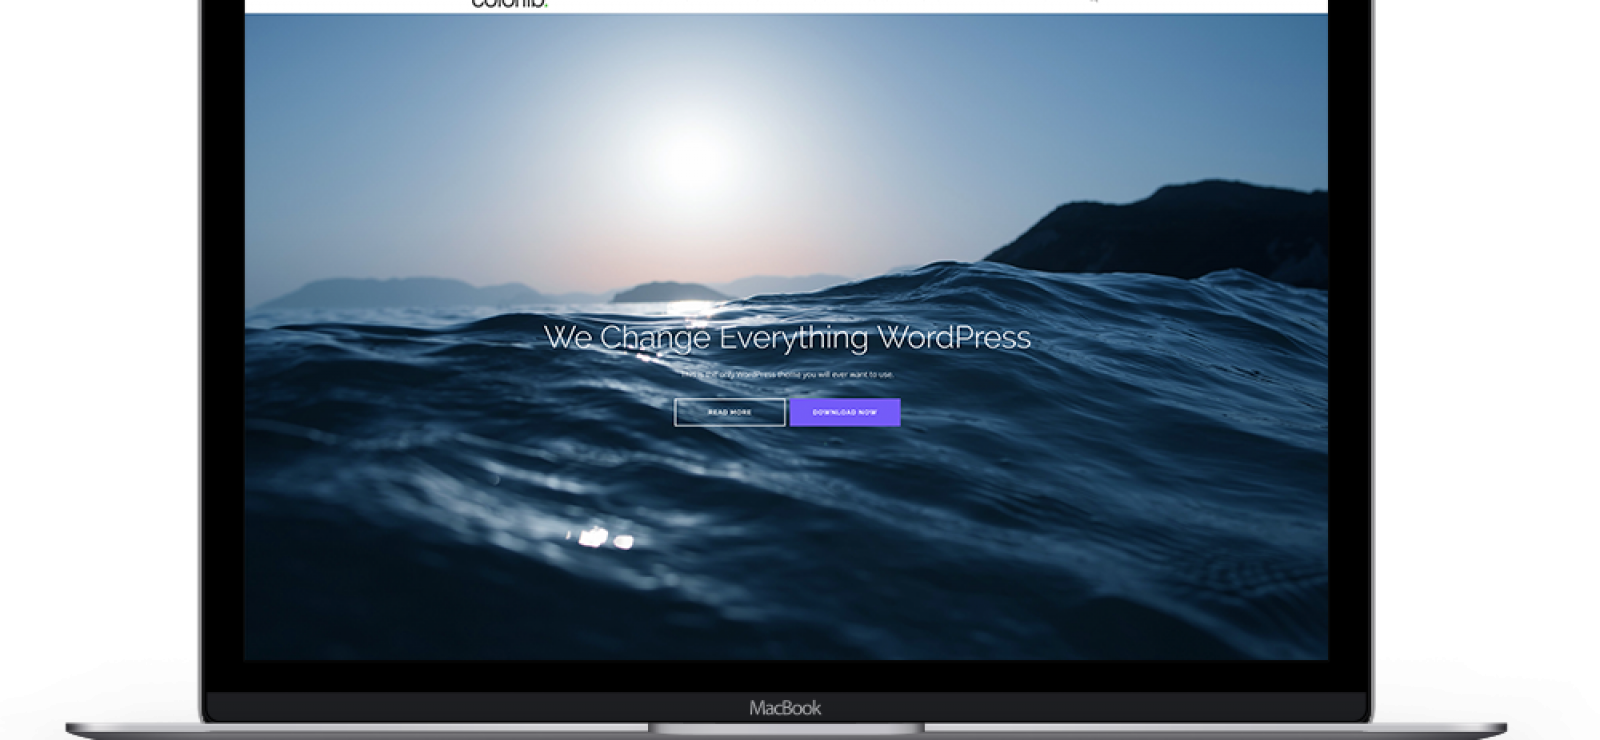 colorlib.
We Change Everything WordPress
This is the only WordPress theme you will ever want to use.
READ MORE
DOWNLOAD NOW
MacBook